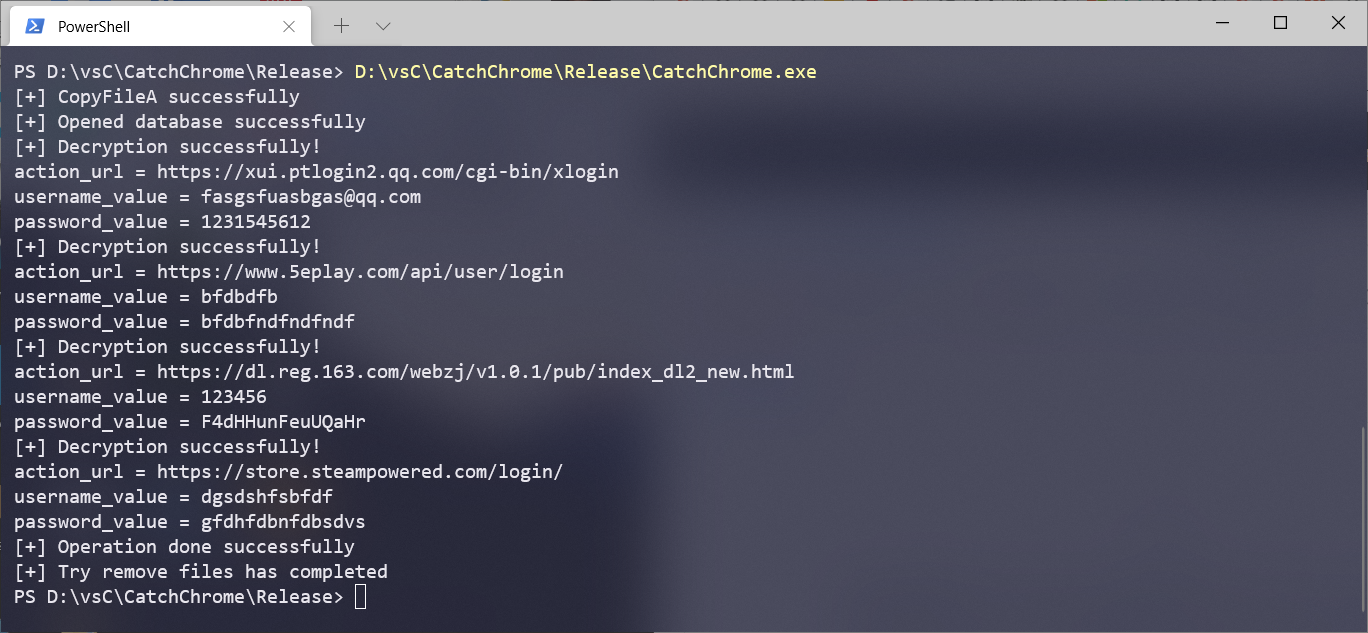 PowerShell
PS D:\vsC\CatchChrome\Release> D:\vsC\CatchChrome\Release\CatchChrome.exe
[+] CopyFileA successfully
[+] Opened database successfully
[+] Decryption successfully!
action_url = https://xui.ptlogin2.qq.com/cgi-bin/xlogin
username_value = fasgsfuasbgas@qq.com
password_value = 1231545612
[+] Decryption successfully!
action_url = https://www.5eplay.com/api/user/login
username_value = bfdbdfb
password_value = bfdbfndfndfndf
[+] Decryption successfully!
action_url = https://dl.reg.163.com/webzj/v1.0.1/pub/index_dl2_new.html
username_value = 123456
password_value = F4dHHunFeuUQaHr
[+] Decryption successfully!
action_url = https://store.steampowered.com/login/
username_value = dgsdshfsbfdf
password_value = gfdhfdbnfdbsdvs
[+] Operation done successfully
[+] Try remove files has completed
PS D:\vsC\CatchChrome\Release>